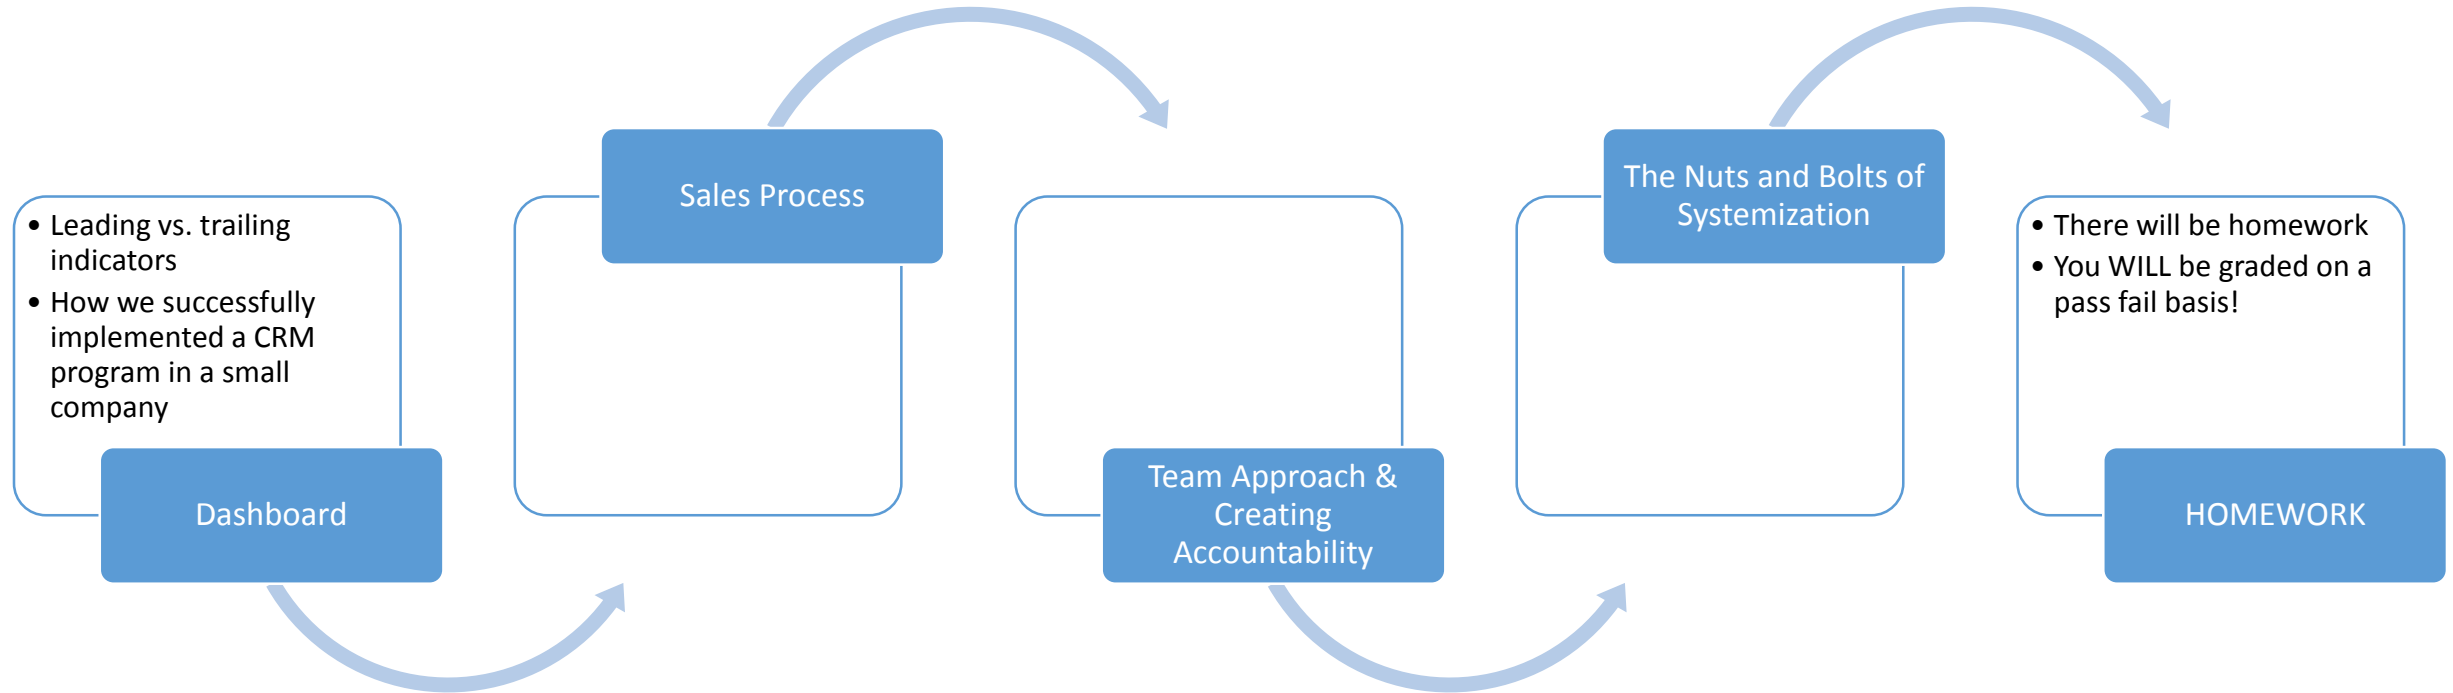 • Leading vs. trailing
indicators
• How we successfully
implemented a CRM
program in a small
company
Dashboard
Sales Process
Team Approach &
Creating
Accountability
The Nuts and Bolts of
Systemization
• There will be homework
• You WILL be graded on a
pass fail basis!
HOMEWORK